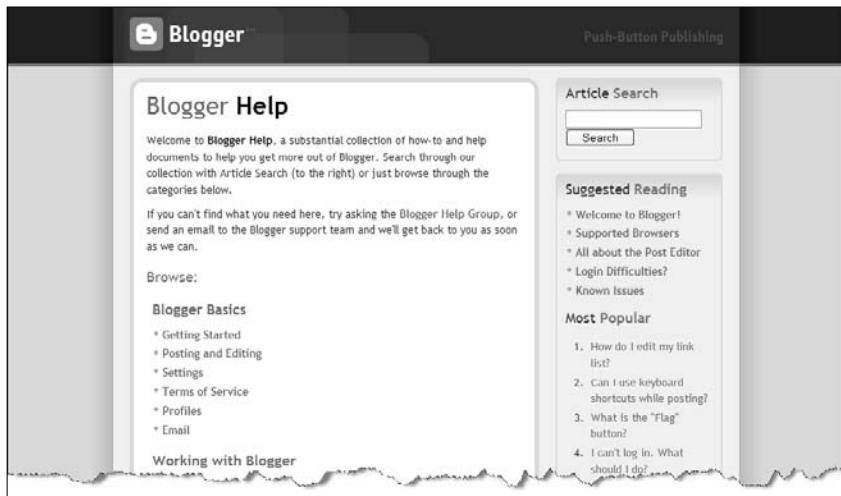 Blogger
Push-Button Publishing
Blogger Help
Welcome to Blogger Help, a substantial collection of how-to and help
documents to help you get more out of Blogger. Search through our
collection with Article Search (to the right) or just browse through the
categories below.
If you can't find what you need here, try asking the Blogger Help Group, or
send an email to the Blogger support team and we'll get back to you as soon
as we can.
Browse:
Blogger Basics
* Getting Started
* Posting and Editing
* Settings
* Terms of Service
* Profiles
* Email
Working with Blogger
Article Search
Search
Suggested Reading
* Welcome to Blogger!
* Supported Browsers
* All about the Post Editor
* Login Difficulties?
* Known Issues
Most Popular
1. How do I edit my link
list?
2. Can I use keyboard
shortcuts while posting?
3. What is the "Flag"
button?
4. I can't log in. What
should I do?